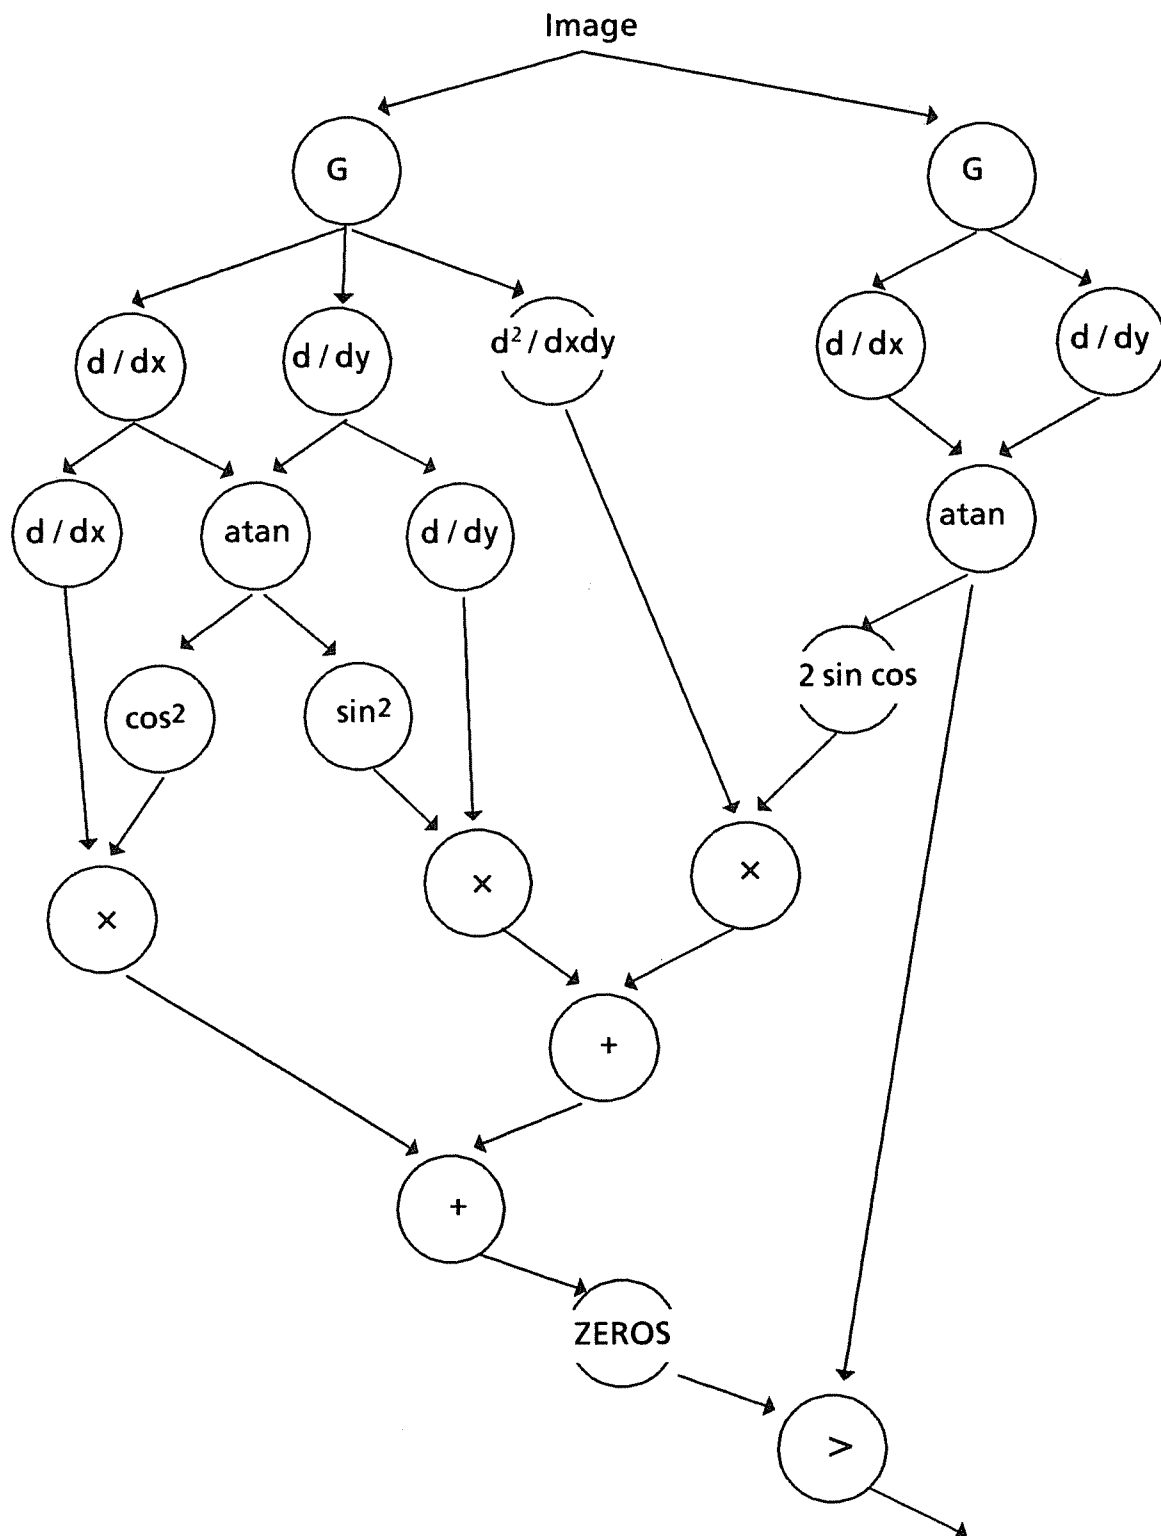 Image
G
G
d / dx
d / dy
d² / dxdy
d / dx
d / dy
d / dx
atan
d / dy
atan
cos2
sin2
2 sin cos
×
×
×
+
+
ZEROS
>